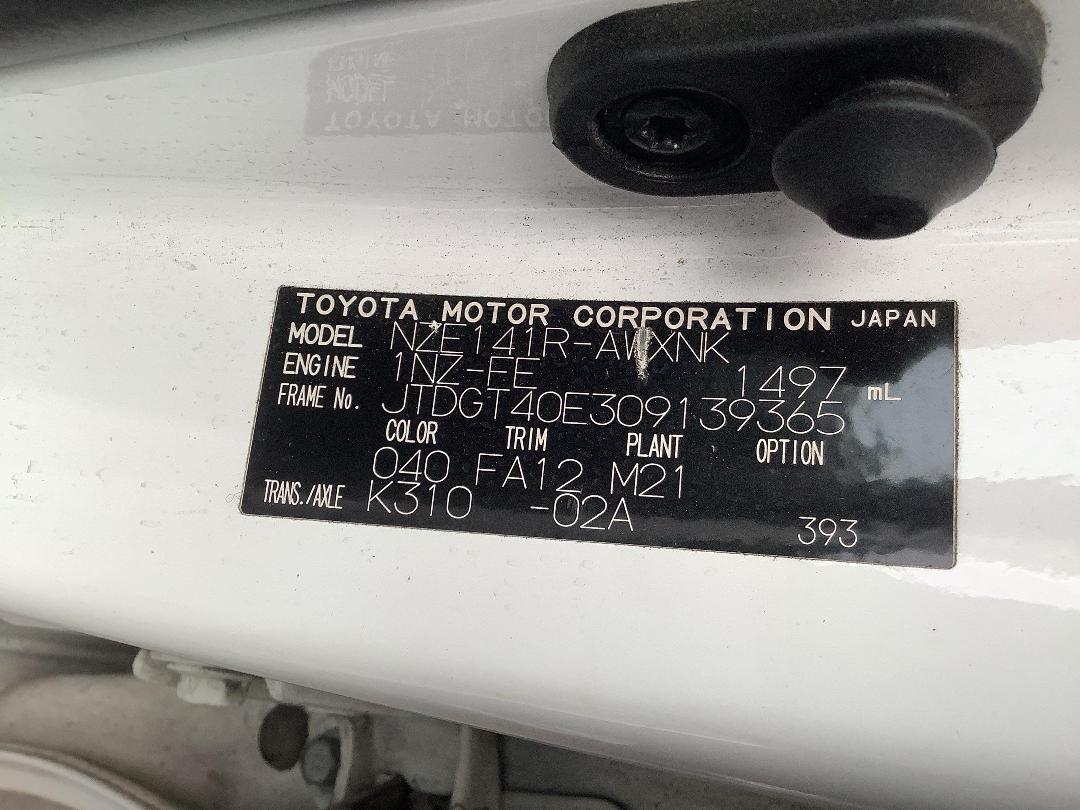 TOYOTA MOTOR CORPORATION JAPAN
MODEL NZE141R-AWXNK
ENGINE 1NZ-FE 1497 mL
FRAME No. JTDGT40E309139365
COLOR TRIM PLANT OPTION
040 FA12 M21
TRANS./AXLE K310 -02A 393